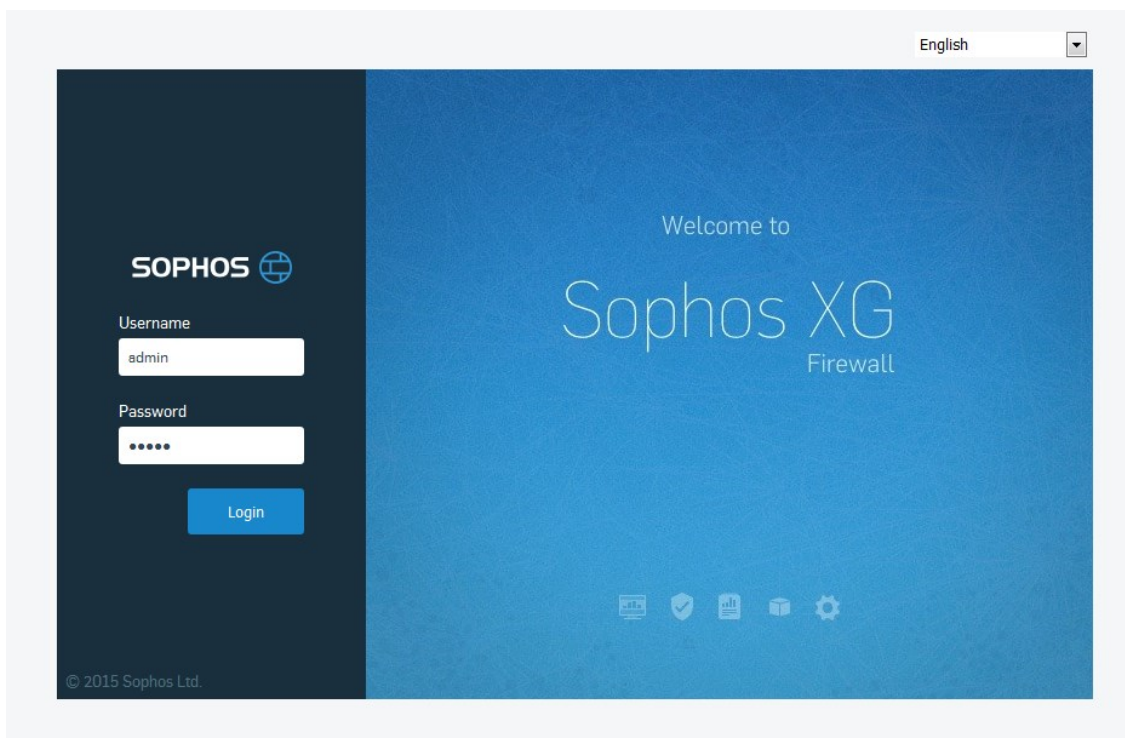 English
SOPHOS
Username
admin
Password
•••••
Login
© 2015 Sophos Ltd.
Welcome to
Sophos XG
Firewall